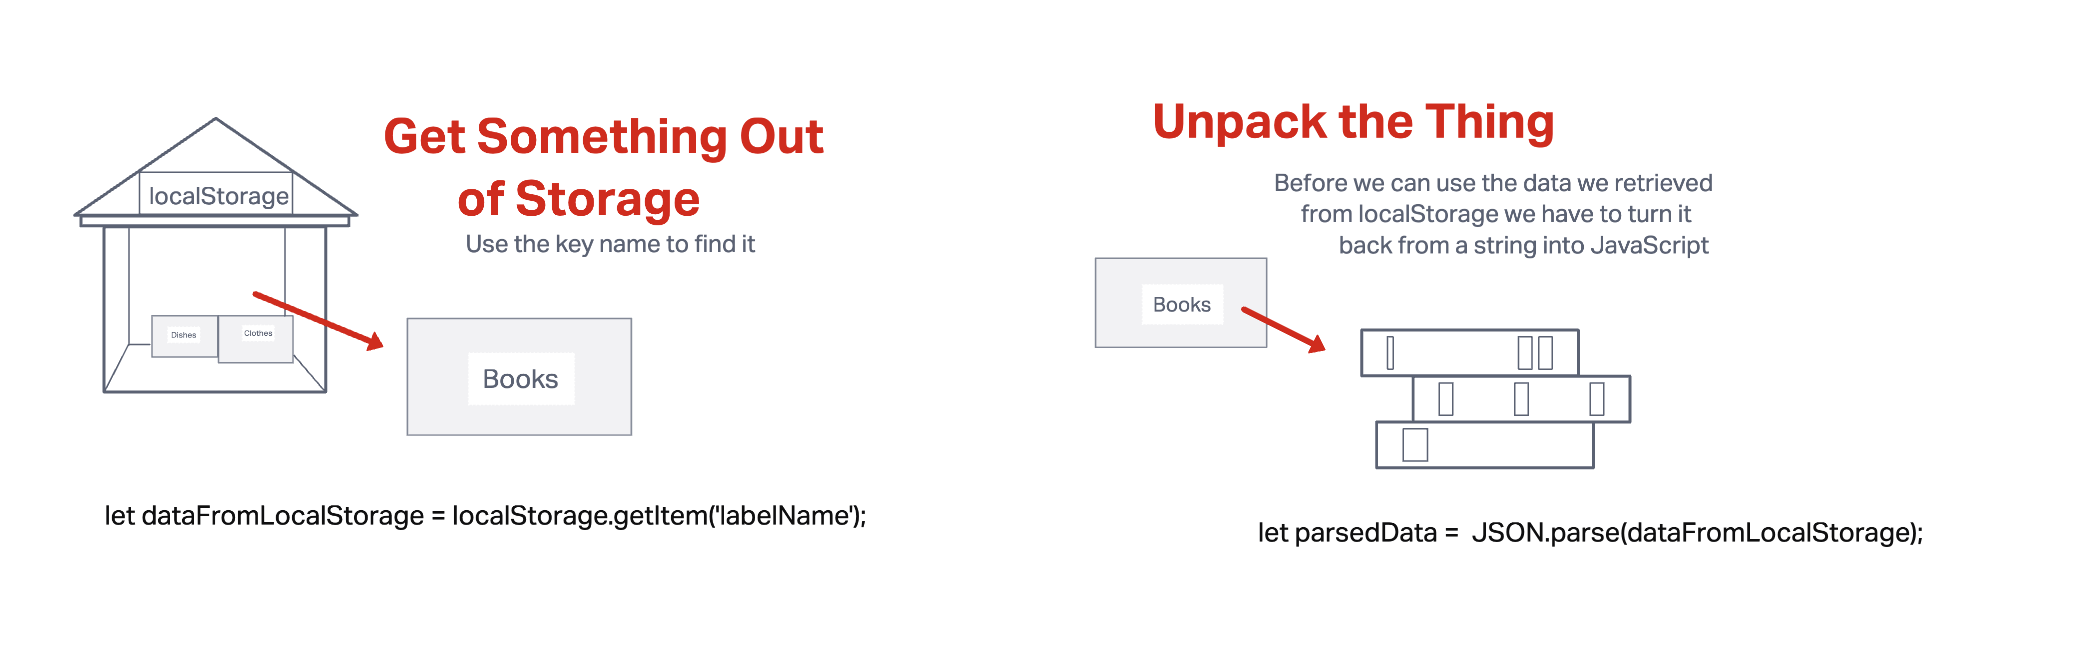 Get Something Out
of Storage
Use the key name to find it
localStorage
Dishes
Clothes
Books
let dataFromLocalStorage = localStorage.getItem('labelName');
Unpack the Thing
Before we can use the data we retrieved
from localStorage we have to turn it
back from a string into JavaScript
Books
let parsedData = JSON.parse(dataFromLocalStorage);